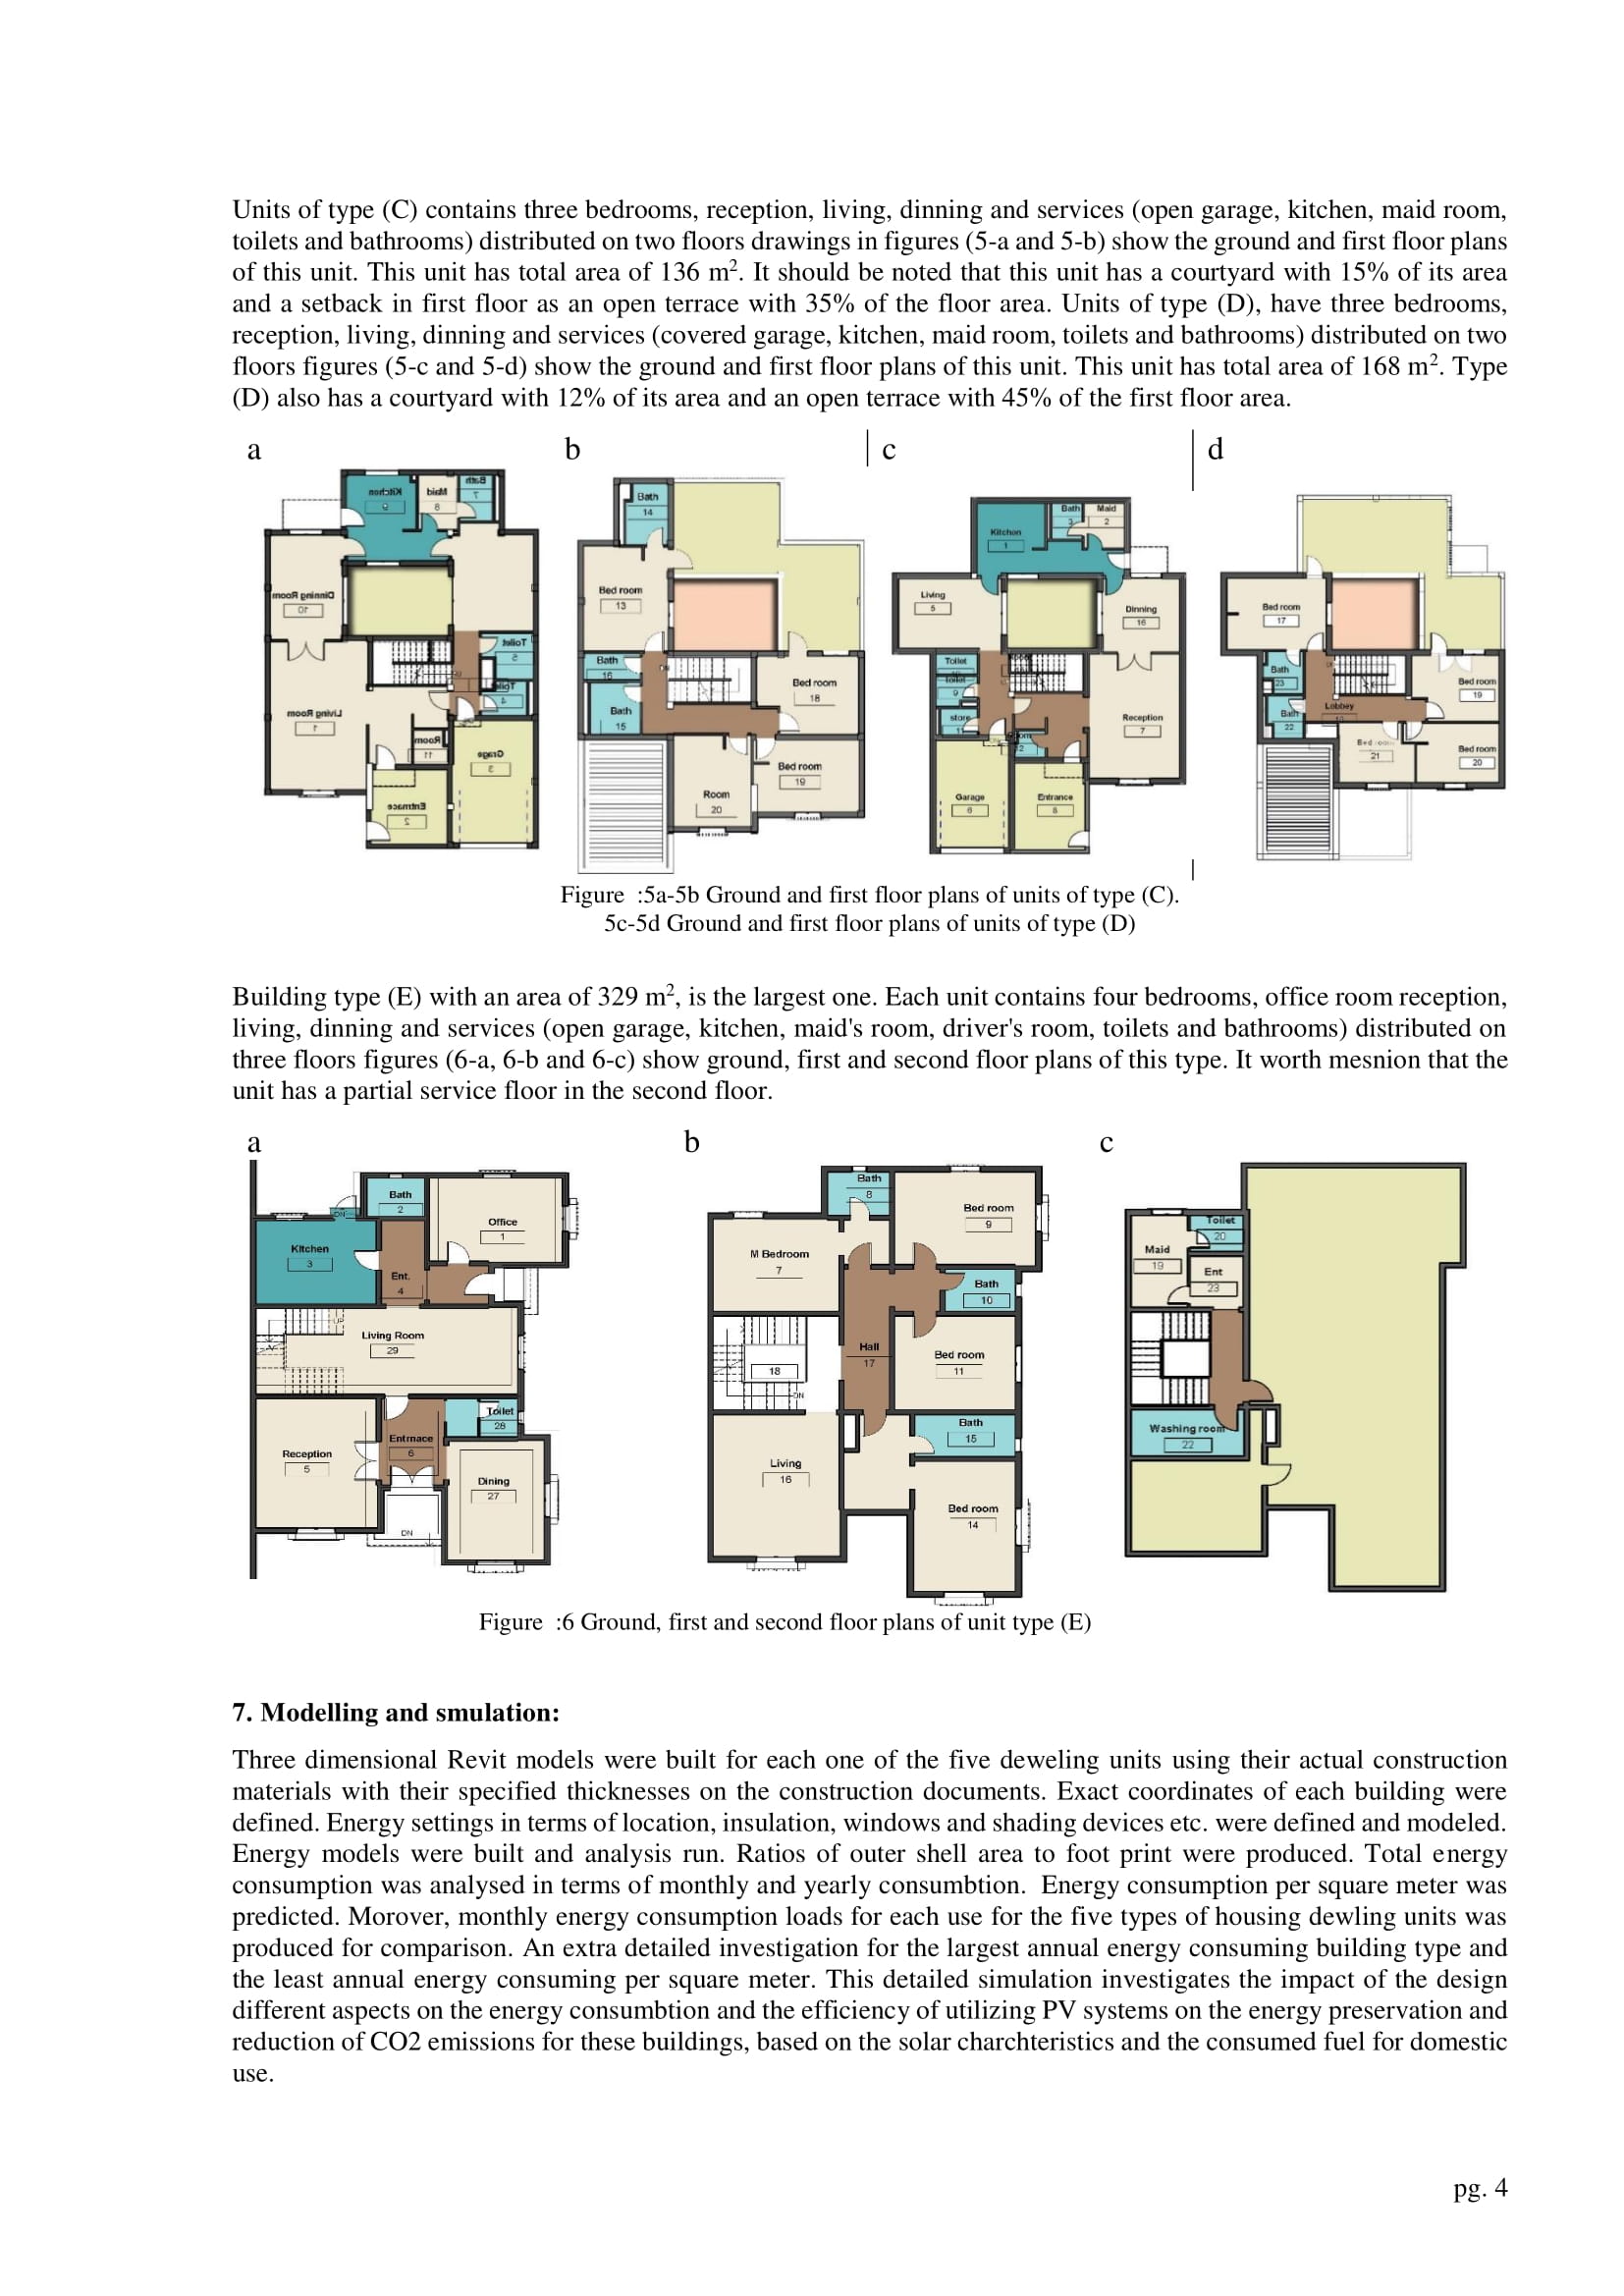 Units of type (C) contains three bedrooms, reception, living, dinning and services (open garage, kitchen, maid room,
toilets and bathrooms) distributed on two floors drawings in figures (5-a and 5-b) show the ground and first floor plans
of this unit. This unit has total area of 136 m². It should be noted that this unit has a courtyard with 15% of its area
and a setback in first floor as an open terrace with 35% of the floor area. Units of type (D), have three bedrooms,
reception, living, dinning and services (covered garage, kitchen, maid room, toilets and bathrooms) distributed on two
floors figures (5-c and 5-d) show the ground and first floor plans of this unit. This unit has total area of 168 m². Type
(D) also has a courtyard with 12% of its area and an open terrace with 45% of the first floor area.
a
Kitchen
9
Maid
8
Bath
7
Dinning Room
10
Toilet
5
4
Living Room
1
Room
11
Grage
3
Entrnace
2
b
Bath
14
Bed room
13
Bath
16
Bath
15
Bed room
18
Bed room
19
Room
20
c
Kitchen
1
Bath
3
Maid
2
Living
5
Dinning
16
Toilet
9
store
Reception
7
12
Garage
6
Entrance
8
d
Bed room
17
Bath
23
Bath
22
Lobbey
Bed room
19
Bed room
21
Bed room
20
Figure :5a-5b Ground and first floor plans of units of type (C).
5c-5d Ground and first floor plans of units of type (D)
Building type (E) with an area of 329 m², is the largest one. Each unit contains four bedrooms, office room reception,
living, dinning and services (open garage, kitchen, maid's room, driver's room, toilets and bathrooms) distributed on
three floors figures (6-a, 6-b and 6-c) show ground, first and second floor plans of this type. It worth mesnion that the
unit has a partial service floor in the second floor.
a
Bath
2
DN
Office
1
Kitchen
3
Ent.
4
UP
Living Room
29
Toilet
28
Entrnace
6
Reception
5
Dining
27
DN
b
Bath
8
Bed room
9
M Bedroom
7
Bath
10
Hall
17
Bed room
11
18
DN
Bath
15
Living
16
Bed room
14
c
Toilet
20
Maid
19
Ent
23
Washing room
22
Figure :6 Ground, first and second floor plans of unit type (E)
7. Modelling and smulation:
Three dimensional Revit models were built for each one of the five deweling units using their actual construction
materials with their specified thicknesses on the construction documents. Exact coordinates of each building were
defined. Energy settings in terms of location, insulation, windows and shading devices etc. were defined and modeled.
Energy models were built and analysis run. Ratios of outer shell area to foot print were produced. Total energy
consumption was analysed in terms of monthly and yearly consumbtion. Energy consumption per square meter was
predicted. Morover, monthly energy consumption loads for each use for the five types of housing dewling units was
produced for comparison. An extra detailed investigation for the largest annual energy consuming building type and
the least annual energy consuming per square meter. This detailed simulation investigates the impact of the design
different aspects on the energy consumbtion and the efficiency of utilizing PV systems on the energy preservation and
reduction of CO2 emissions for these buildings, based on the solar charchteristics and the consumed fuel for domestic
use.
pg. 4